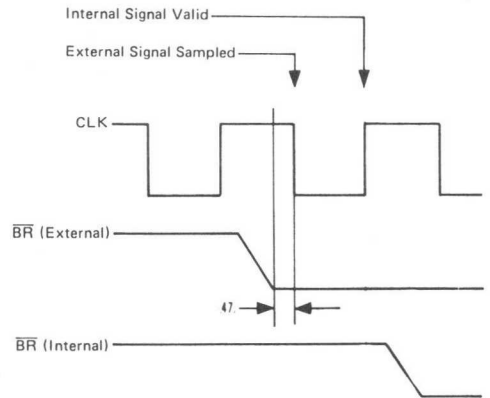 Internal Signal Valid
External Signal Sampled
CLK
BR (External)
47.
BR (Internal)